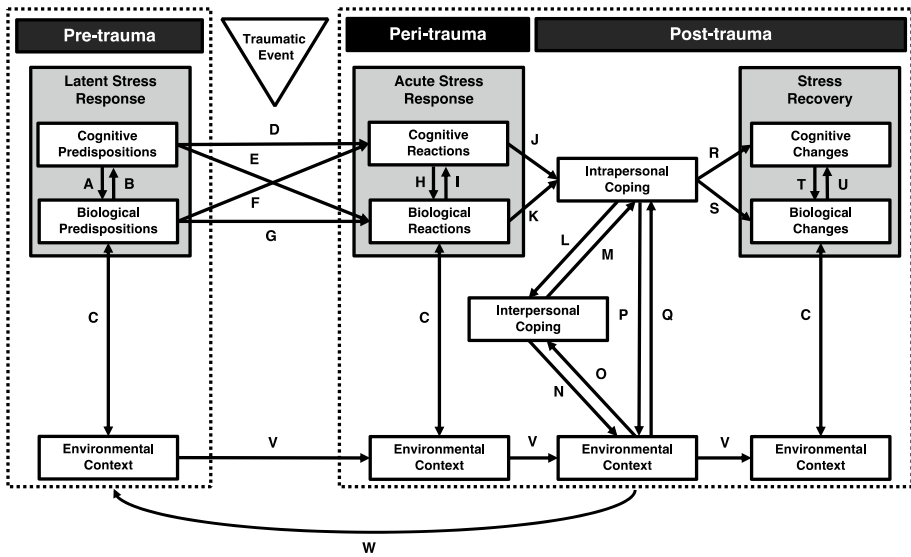 Pre-trauma
Traumatic
Event
Peri-trauma
Post-trauma
Latent Stress
Response
Cognitive
Predispositions
A
B
Biological
Predispositions
D
E
F
G
Acute Stress
Response
Cognitive
Reactions
H
I
Biological
Reactions
J
K
Intrapersonal
Coping
R
S
Stress
Recovery
Cognitive
Changes
T
U
Biological
Changes
L
M
Interpersonal
Coping
P
Q
N
O
C
C
C
Environmental
Context
V
Environmental
Context
V
Environmental
Context
V
Environmental
Context
W